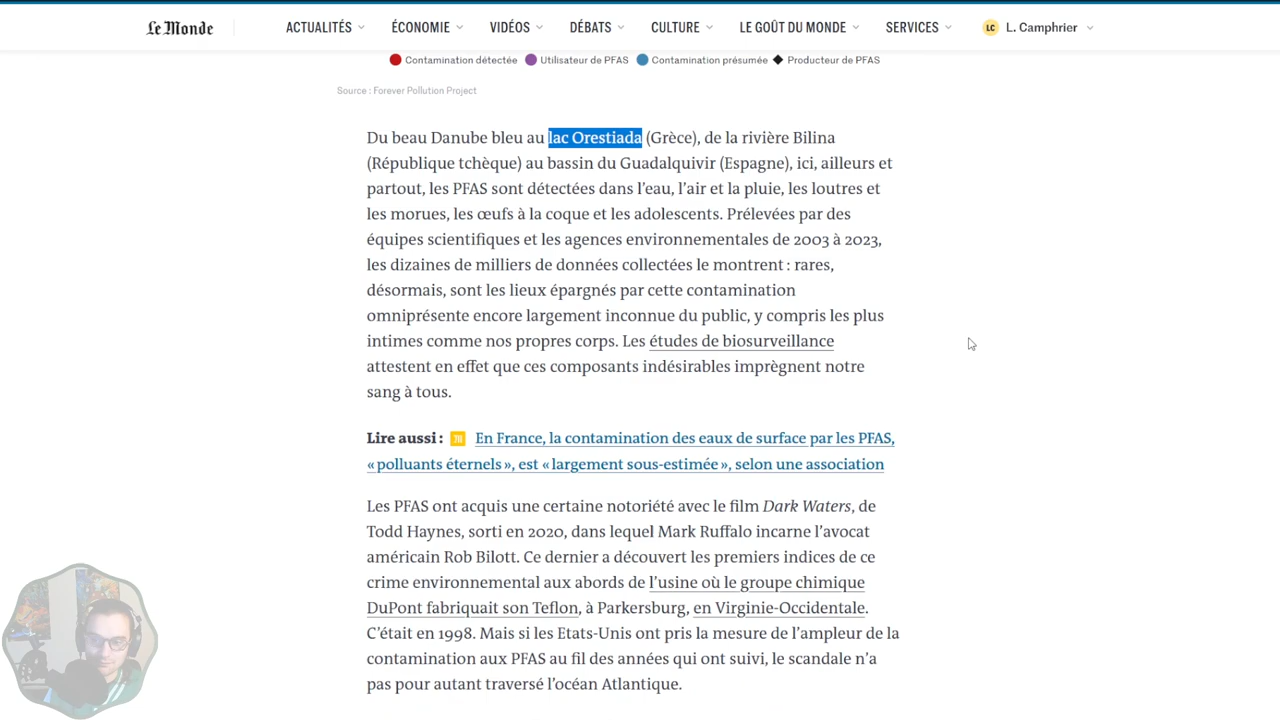 Le Monde
ACTUALITÉS ÉCONOMIE VIDÉOS DÉBATS CULTURE LE GOÛT DU MONDE SERVICES LC L. Camphrier
Contamination détectée Utilisateur de PFAS Contamination présumée Producteur de PFAS
Source : Forever Pollution Project
Du beau Danube bleu au lac Orestiada (Grèce), de la rivière Bilina
(République tchèque) au bassin du Guadalquivir (Espagne), ici, ailleurs et
partout, les PFAS sont détectées dans l’eau, l’air et la pluie, les loutres et
les morues, les œufs à la coque et les adolescents. Prélevées par des
équipes scientifiques et les agences environnementales de 2003 à 2023,
les dizaines de milliers de données collectées le montrent : rares,
désormais, sont les lieux épargnés par cette contamination
omniprésente encore largement inconnue du public, y compris les plus
intimes comme nos propres corps. Les études de biosurveillance
attestent en effet que ces composants indésirables imprègnent notre
sang à tous.
Lire aussi : M En France, la contamination des eaux de surface par les PFAS,
« polluants éternels », est « largement sous-estimée », selon une association
Les PFAS ont acquis une certaine notoriété avec le film Dark Waters, de
Todd Haynes, sorti en 2020, dans lequel Mark Ruffalo incarne l’avocat
américain Rob Bilott. Ce dernier a découvert les premiers indices de ce
crime environnemental aux abords de l’usine où le groupe chimique
DuPont fabriquait son Teflon, à Parkersburg, en Virginie-Occidentale.
C’était en 1998. Mais si les Etats-Unis ont pris la mesure de l’ampleur de la
contamination aux PFAS au fil des années qui ont suivi, le scandale n’a
pas pour autant traversé l’océan Atlantique.